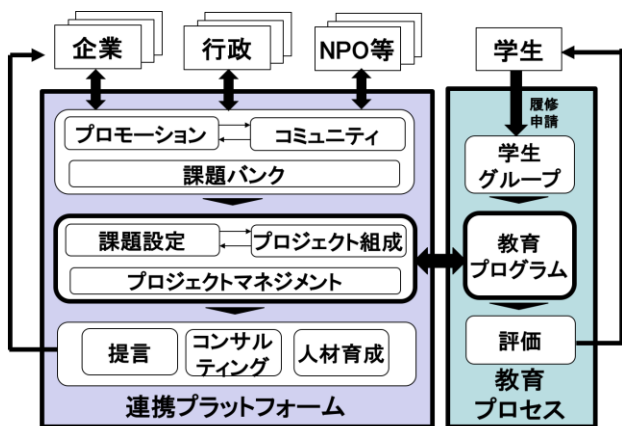 企業
行政
NPO等
学生
履修
申請
プロモーション
コミュニティ
課題バンク
学生
グループ
課題設定
プロジェクト組成
プロジェクトマネジメント
教育
プログラム
提言
コンサル
ティング
人材育成
評価
連携プラットフォーム
教育
プロセス